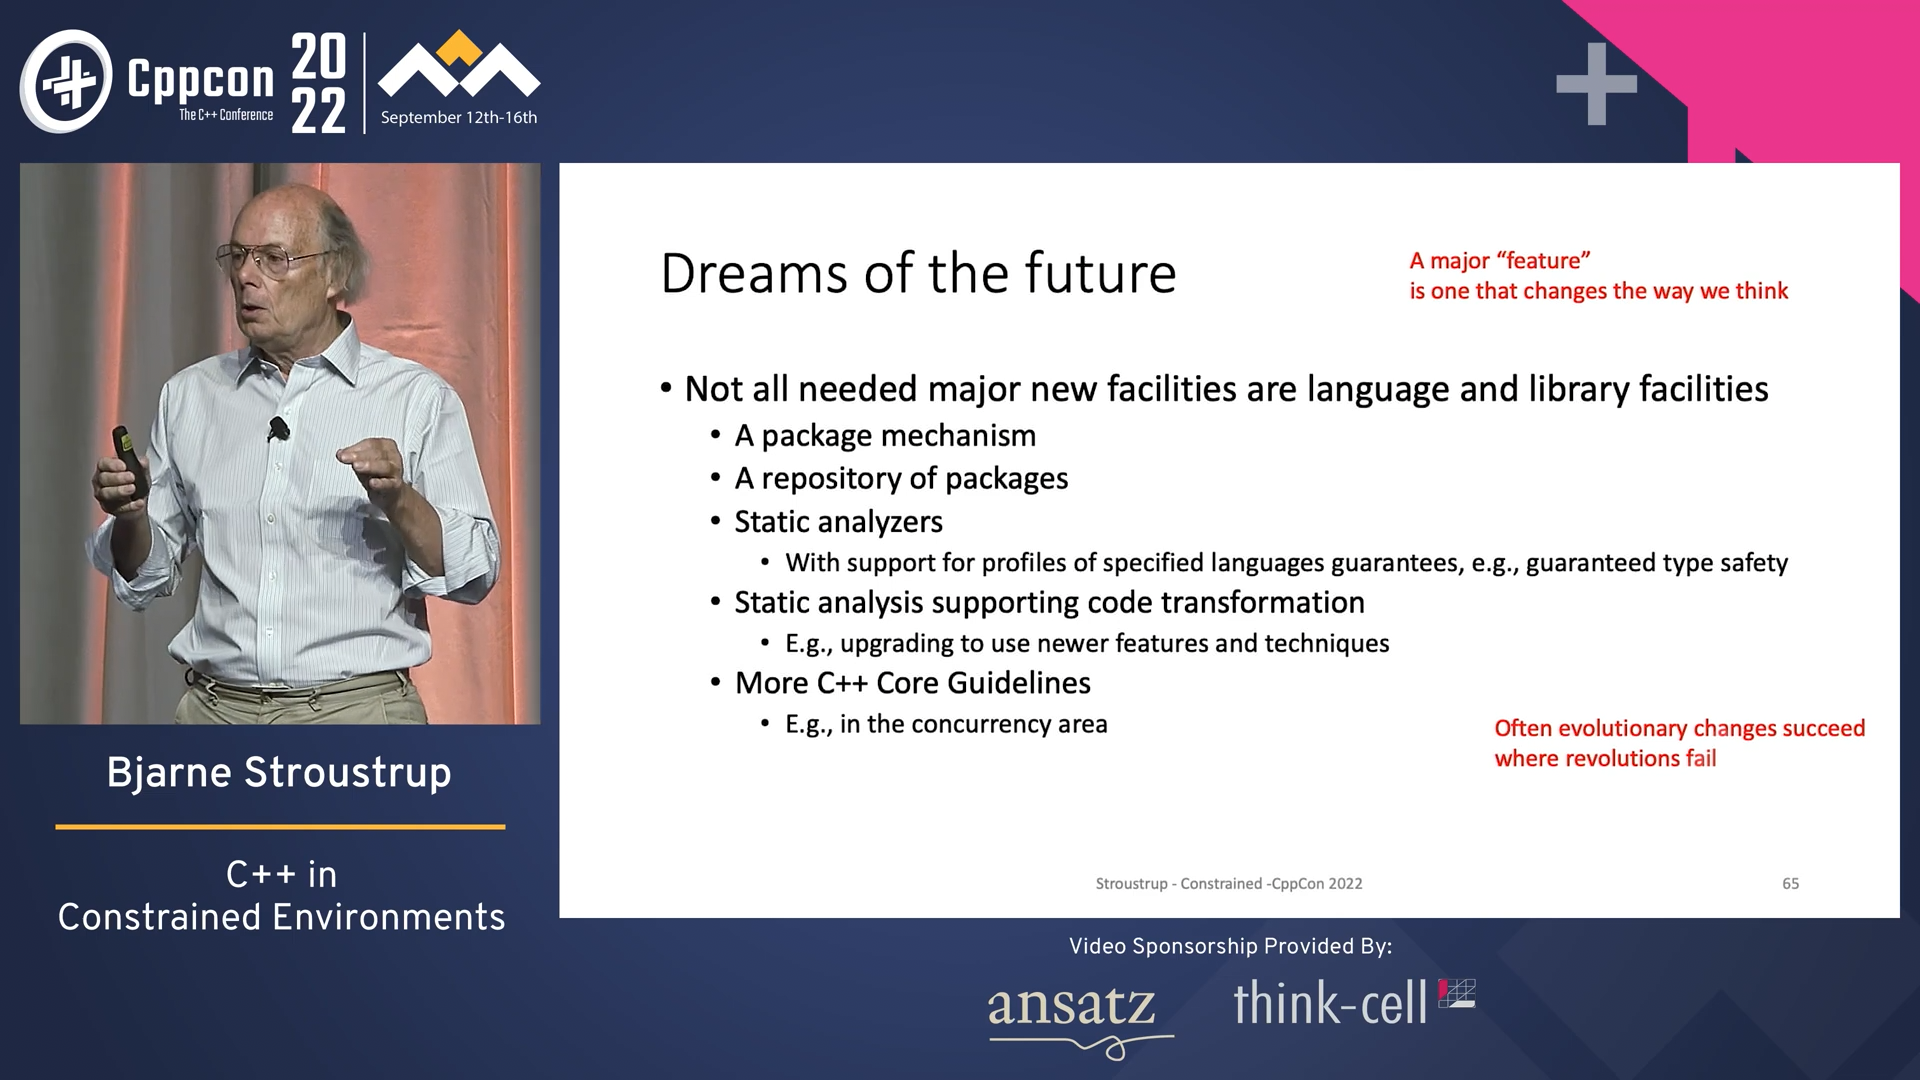 Cppcon
The C++ Conference
20
22
September 12th-16th
Dreams of the future
A major “feature”
is one that changes the way we think
• Not all needed major new facilities are language and library facilities
• A package mechanism
• A repository of packages
• Static analyzers
• With support for profiles of specified languages guarantees, e.g., guaranteed type safety
• Static analysis supporting code transformation
• E.g., upgrading to use newer features and techniques
• More C++ Core Guidelines
• E.g., in the concurrency area
Often evolutionary changes succeed
where revolutions fail
Stroustrup - Constrained -CppCon 2022
65
Bjarne Stroustrup
C++ in
Constrained Environments
Video Sponsorship Provided By:
ansatz
think-cell